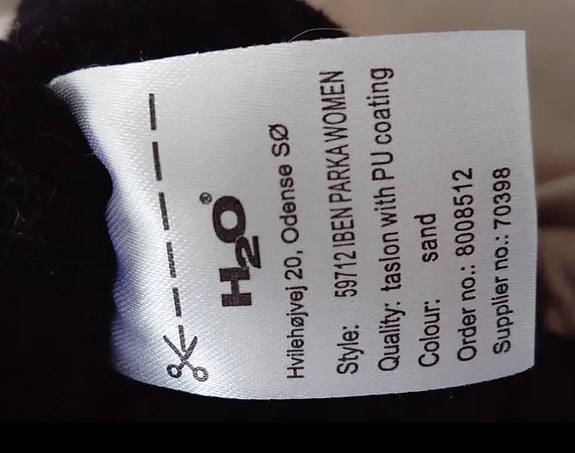 H2O®
Hvilehøjvej 20, Odense SØ
Style: 59712 IBEN PARKA WOMEN
Quality: taslon with PU coating
Colour: sand
Order no.: 8008512
Supplier no.: 70398